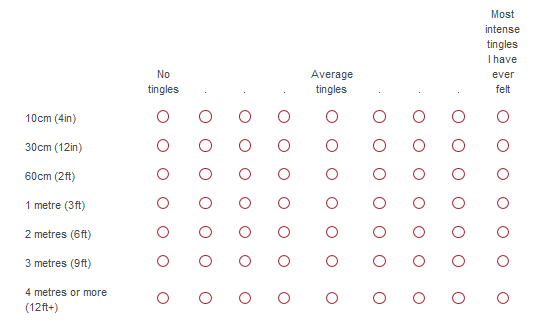 Most
intense
tingles
I have
No Average ever
tingles . . . tingles . . . felt
10cm (4in)
30cm (12in)
60cm (2ft)
1 metre (3ft)
2 metres (6ft)
3 metres (9ft)
4 metres or more
(12ft+)